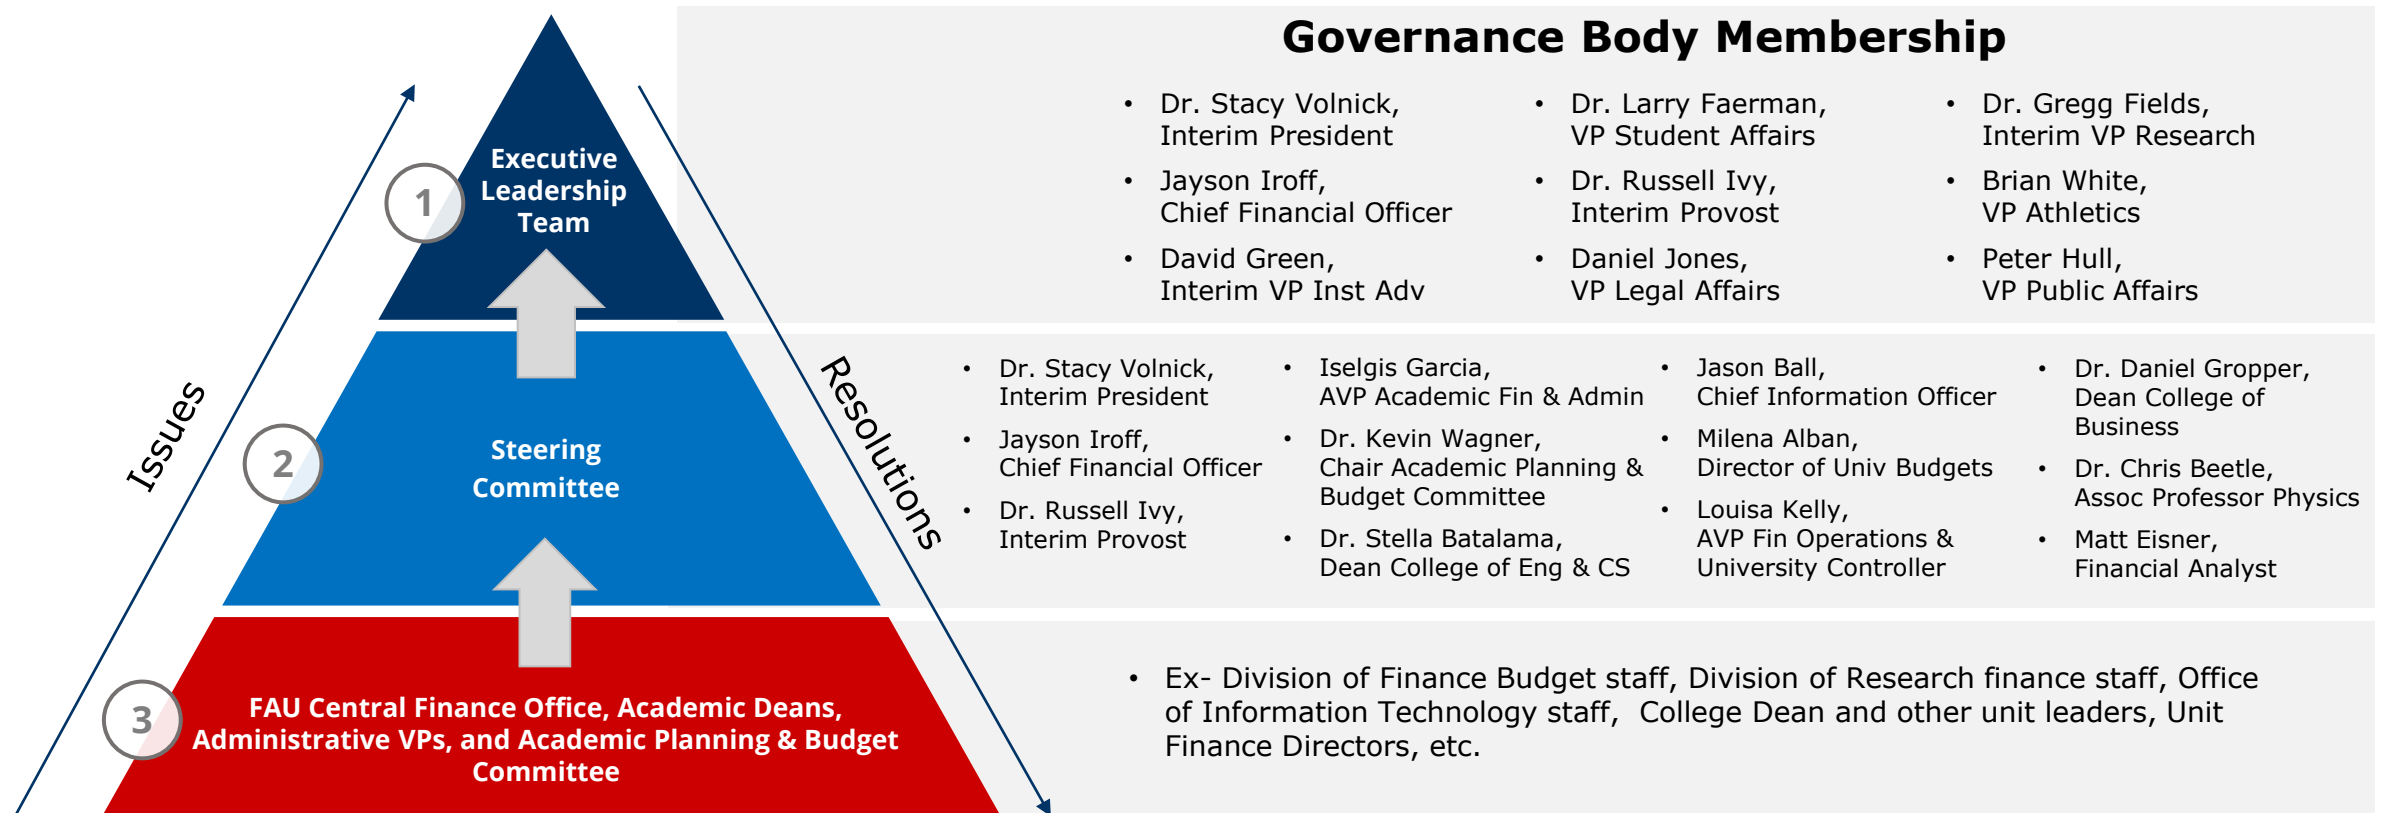 Governance Body Membership
1
Executive
Leadership
Team
• Dr. Stacy Volnick,
Interim President
• Jayson Iroff,
Chief Financial Officer
• David Green,
Interim VP Inst Adv
• Dr. Larry Faerman,
VP Student Affairs
• Dr. Russell Ivy,
Interim Provost
• Daniel Jones,
VP Legal Affairs
• Dr. Gregg Fields,
Interim VP Research
• Brian White,
VP Athletics
• Peter Hull,
VP Public Affairs
Issues
Resolutions
2
Steering
Committee
• Dr. Stacy Volnick,
Interim President
• Jayson Iroff,
Chief Financial Officer
• Dr. Russell Ivy,
Interim Provost
• Iselgis Garcia,
AVP Academic Fin & Admin
• Dr. Kevin Wagner,
Chair Academic Planning &
Budget Committee
• Dr. Stella Batalama,
Dean College of Eng & CS
• Jason Ball,
Chief Information Officer
• Milena Alban,
Director of Univ Budgets
• Louisa Kelly,
AVP Fin Operations &
University Controller
• Dr. Daniel Gropper,
Dean College of
Business
• Dr. Chris Beetle,
Assoc Professor Physics
• Matt Eisner,
Financial Analyst
3
FAU Central Finance Office, Academic Deans,
Administrative VPs, and Academic Planning & Budget
Committee
• Ex- Division of Finance Budget staff, Division of Research finance staff, Office
of Information Technology staff, College Dean and other unit leaders, Unit
Finance Directors, etc.